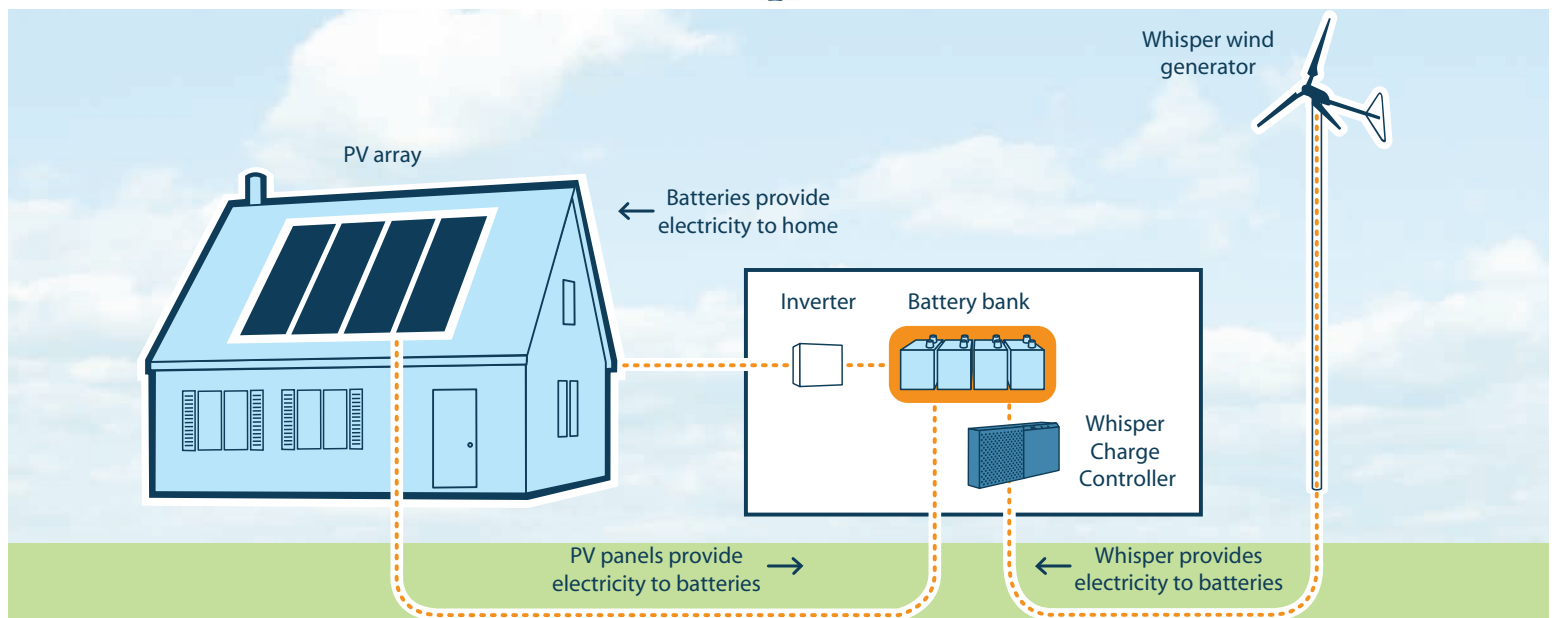 Whisper wind
generator
PV array
Batteries provide
electricity to home
Inverter
Battery bank
Whisper
Charge
Controller
PV panels provide
electricity to batteries
Whisper provides
electricity to batteries